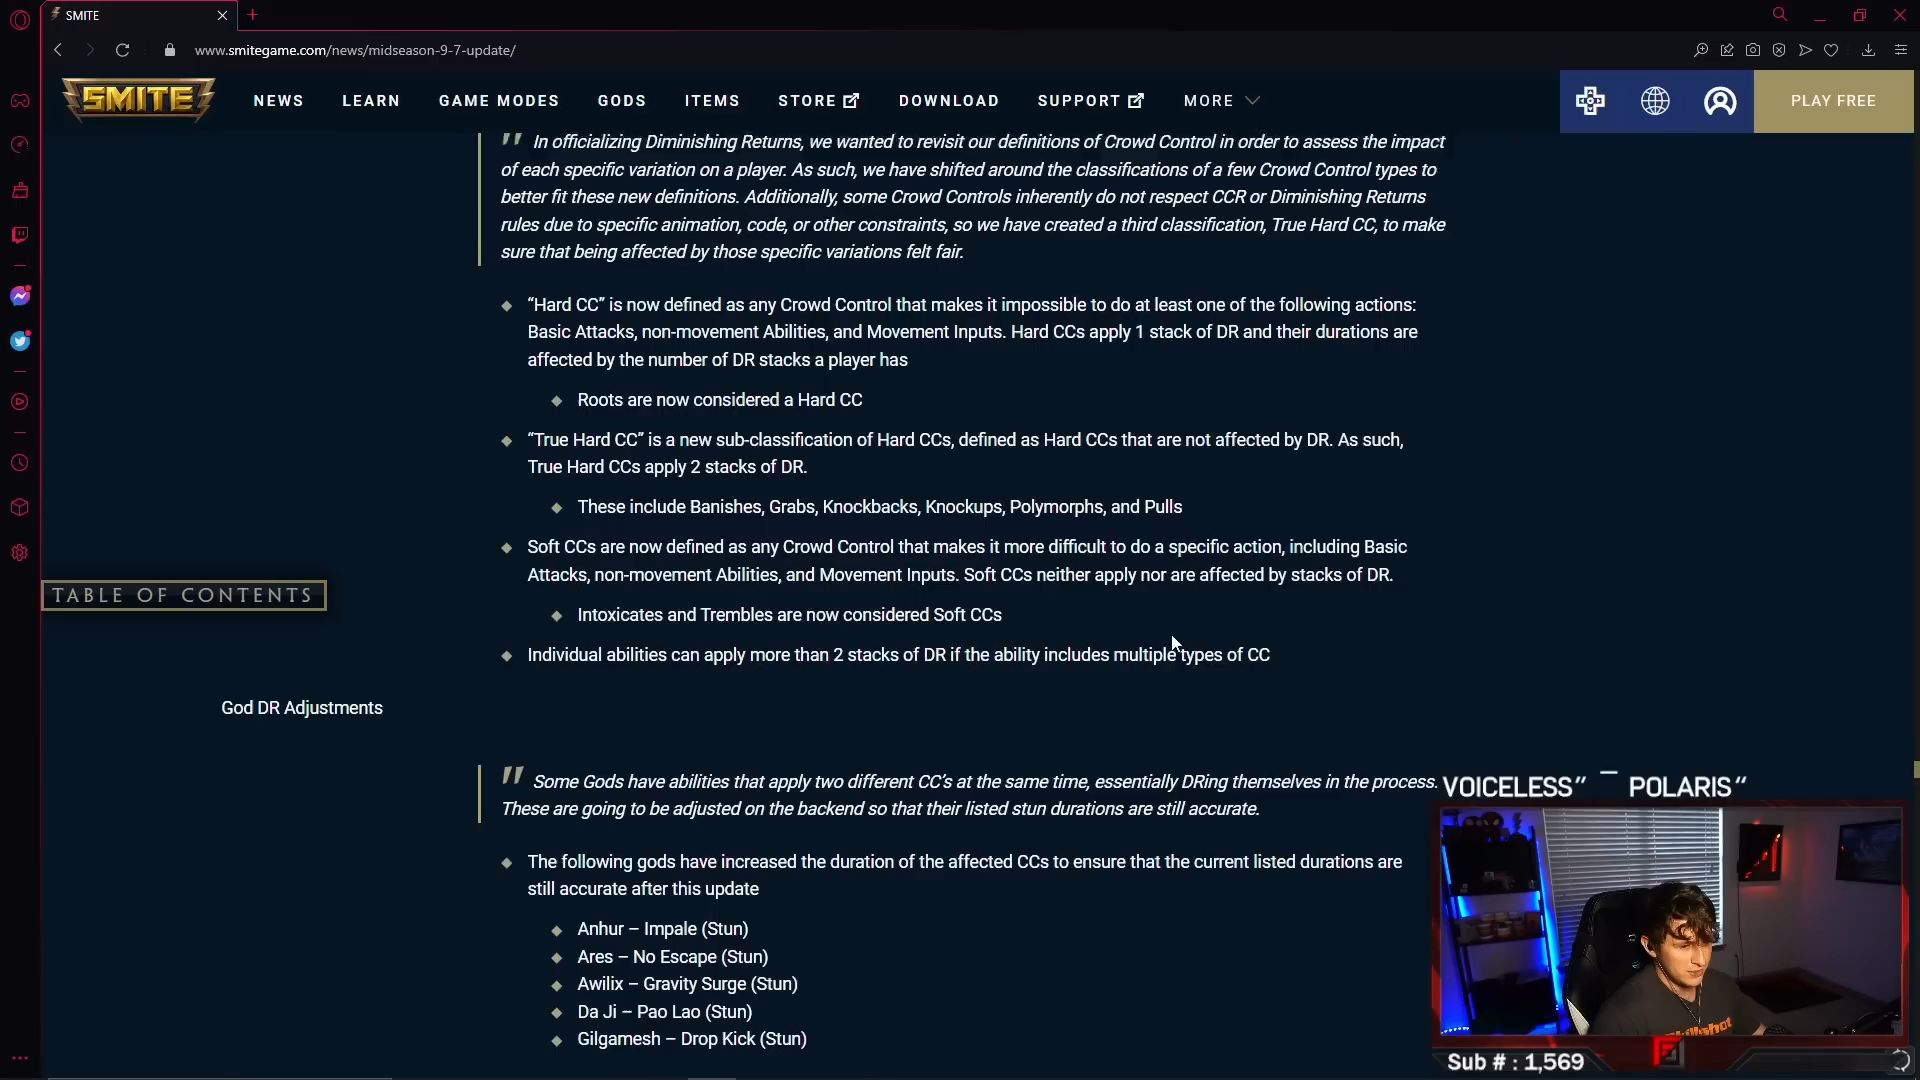 SMITE
www.smitegame.com/news/midseason-9-7-update/
SMITE NEWS LEARN GAME MODES GODS ITEMS STORE DOWNLOAD SUPPORT MORE PLAY FREE
" In officializing Diminishing Returns, we wanted to revisit our definitions of Crowd Control in order to assess the impact
of each specific variation on a player. As such, we have shifted around the classifications of a few Crowd Control types to
better fit these new definitions. Additionally, some Crowd Controls inherently do not respect CCR or Diminishing Returns
rules due to specific animation, code, or other constraints, so we have created a third classification, True Hard CC, to make
sure that being affected by those specific variations felt fair.
“Hard CC” is now defined as any Crowd Control that makes it impossible to do at least one of the following actions:
Basic Attacks, non-movement Abilities, and Movement Inputs. Hard CCs apply 1 stack of DR and their durations are
affected by the number of DR stacks a player has
Roots are now considered a Hard CC
“True Hard CC” is a new sub-classification of Hard CCs, defined as Hard CCs that are not affected by DR. As such,
True Hard CCs apply 2 stacks of DR.
These include Banishes, Grabs, Knockbacks, Knockups, Polymorphs, and Pulls
Soft CCs are now defined as any Crowd Control that makes it more difficult to do a specific action, including Basic
Attacks, non-movement Abilities, and Movement Inputs. Soft CCs neither apply nor are affected by stacks of DR.
TABLE OF CONTENTS
Intoxicates and Trembles are now considered Soft CCs
Individual abilities can apply more than 2 stacks of DR if the ability includes multiple types of CC
God DR Adjustments
" Some Gods have abilities that apply two different CC’s at the same time, essentially DRing themselves in the process.
These are going to be adjusted on the backend so that their listed stun durations are still accurate.
VOICELESS" – POLARIS"
The following gods have increased the duration of the affected CCs to ensure that the current listed durations are
still accurate after this update
Anhur – Impale (Stun)
Ares – No Escape (Stun)
Awilix – Gravity Surge (Stun)
Da Ji – Pao Lao (Stun)
Gilgamesh – Drop Kick (Stun)
Sub # : 1,569